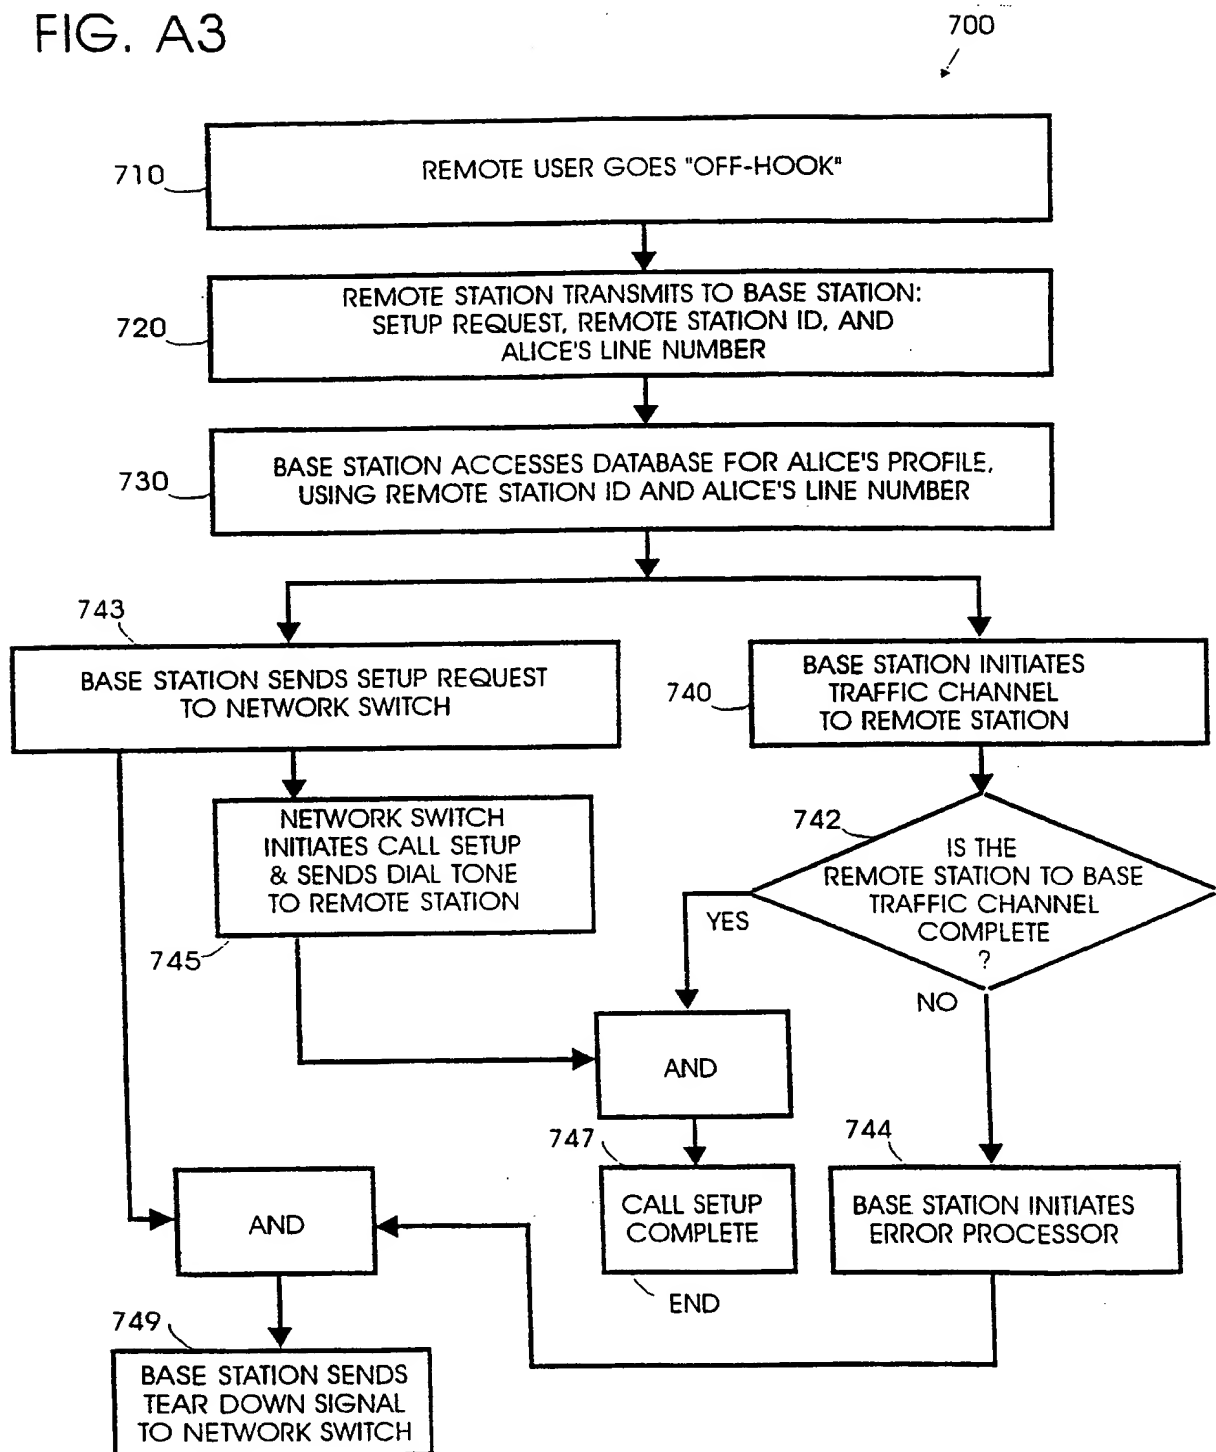 FIG. A3
700
710
REMOTE USER GOES "OFF-HOOK"
720
REMOTE STATION TRANSMITS TO BASE STATION:
SETUP REQUEST, REMOTE STATION ID, AND
ALICE'S LINE NUMBER
730
BASE STATION ACCESSES DATABASE FOR ALICE'S PROFILE,
USING REMOTE STATION ID AND ALICE'S LINE NUMBER
743
BASE STATION SENDS SETUP REQUEST
TO NETWORK SWITCH
740
BASE STATION INITIATES
TRAFFIC CHANNEL
TO REMOTE STATION
NETWORK SWITCH
INITIATES CALL SETUP
& SENDS DIAL TONE
TO REMOTE STATION
745
742
IS THE
REMOTE STATION TO BASE
TRAFFIC CHANNEL
COMPLETE
?
YES
NO
AND
747
CALL SETUP
COMPLETE
END
744
BASE STATION INITIATES
ERROR PROCESSOR
AND
749
BASE STATION SENDS
TEAR DOWN SIGNAL
TO NETWORK SWITCH